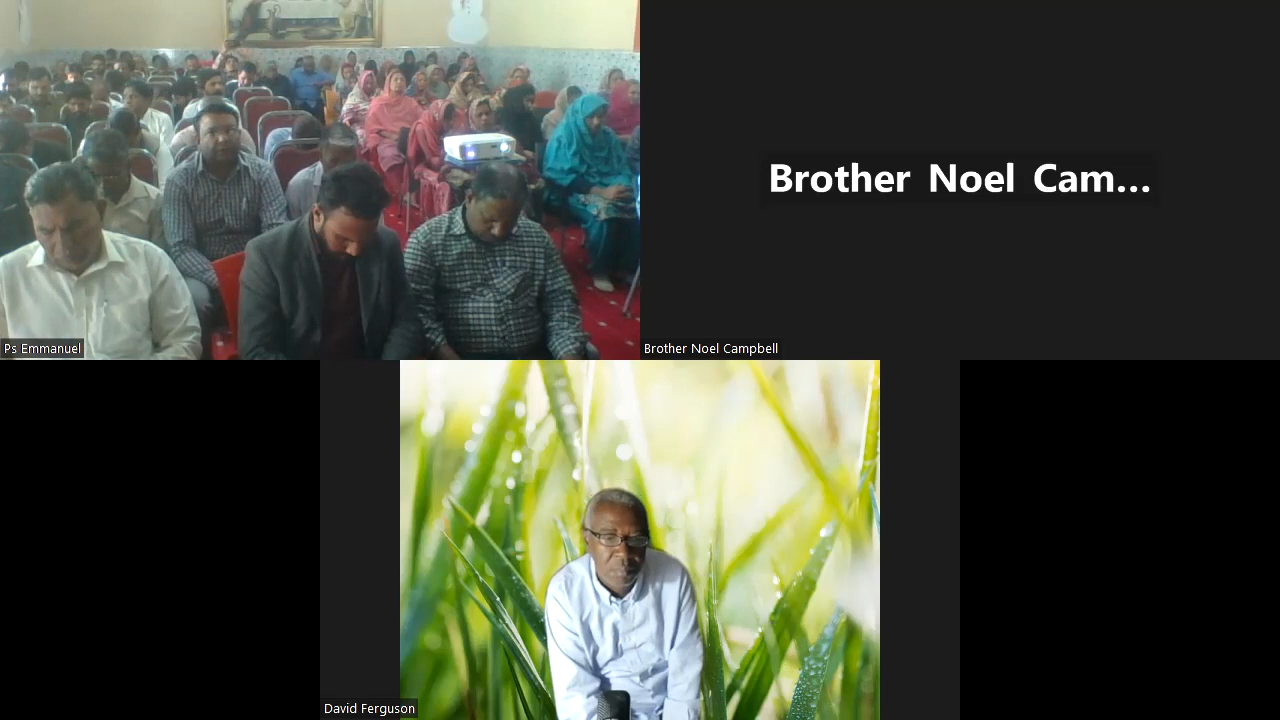 Brother Noel Cam...
Ps Emmanuel
Brother Noel Campbell
David Ferguson